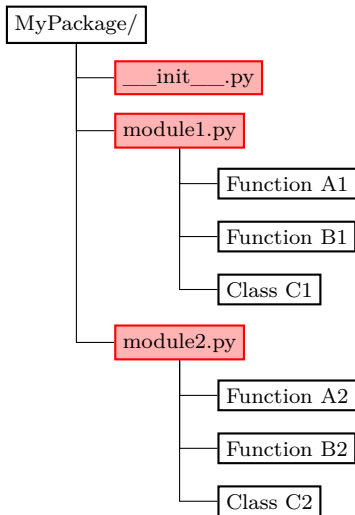 MyPackage/
__init__.py
module1.py
Function A1
Function B1
Class C1
module2.py
Function A2
Function B2
Class C2